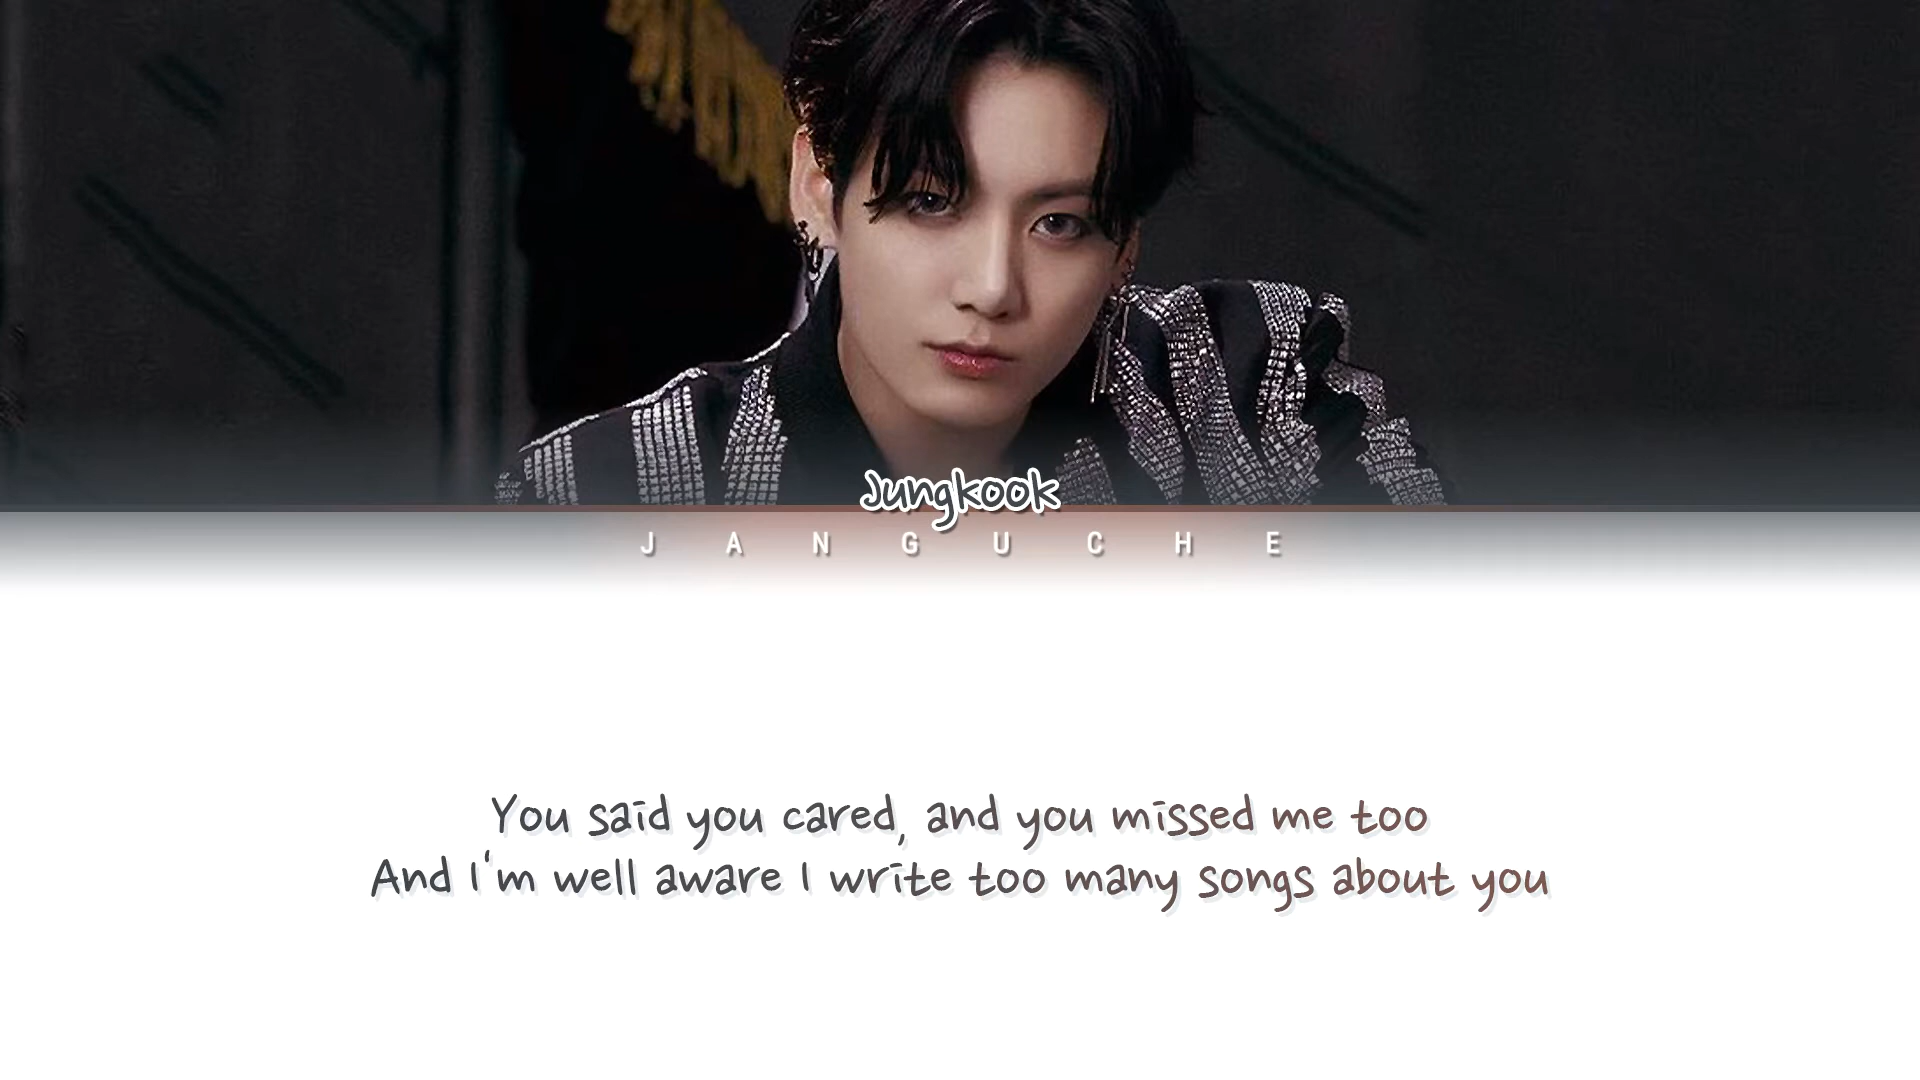 Jungkook
JANGUCHE
You said you cared, and you missed me too
And I'm well aware I write too many songs about you